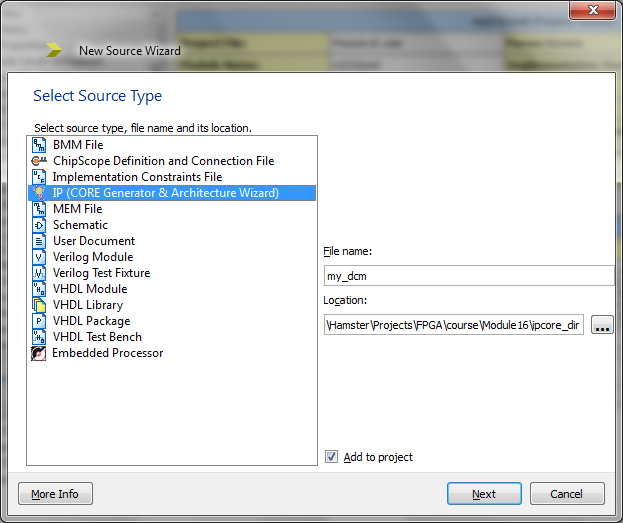 New Source Wizard
Select Source Type
Select source type, file name and its location.
BMM File
ChipScope Definition and Connection File
Implementation Constraints File
IP (CORE Generator & Architecture Wizard)
MEM File
Schematic
User Document
Verilog Module
Verilog Test Fixture
VHDL Module
VHDL Library
VHDL Package
VHDL Test Bench
Embedded Processor
File name:
my_dcm
Location:
\Hamster\Projects\FPGA\course\Module16\ipcore_dir
...
Add to project
More Info
Next
Cancel